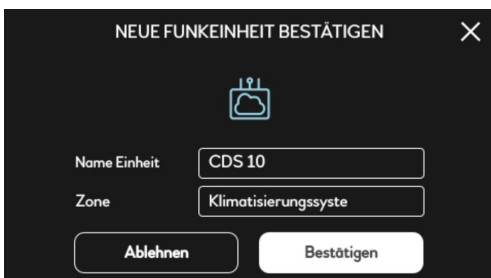 NEUE FUNKEINHEIT BESTÄTIGEN
Name Einheit CDS 10
Zone Klimatisierungssyste
Ablehnen Bestätigen